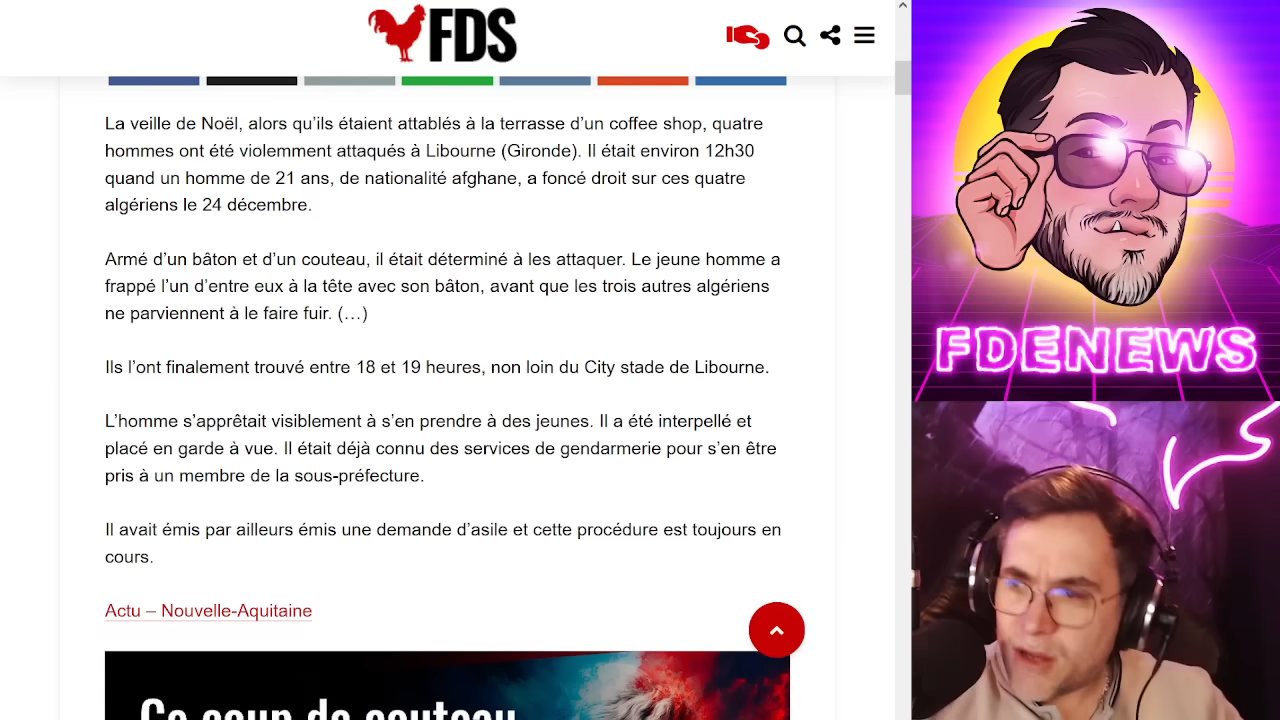 FDS
La veille de Noël, alors qu'ils étaient attablés à la terrasse d'un coffee shop, quatre
hommes ont été violemment attaqués à Libourne (Gironde). Il était environ 12h30
quand un homme de 21 ans, de nationalité afghane, a foncé droit sur ces quatre
algériens le 24 décembre.
Armé d'un bâton et d'un couteau, il était déterminé à les attaquer. Le jeune homme a
frappé l'un d'entre eux à la tête avec son bâton, avant que les trois autres algériens
ne parviennent à le faire fuir. (…)
Ils l'ont finalement trouvé entre 18 et 19 heures, non loin du City stade de Libourne.
L'homme s'apprêtait visiblement à s'en prendre à des jeunes. Il a été interpellé et
placé en garde à vue. Il était déjà connu des services de gendarmerie pour s'en être
pris à un membre de la sous-préfecture.
Il avait émis par ailleurs émis une demande d'asile et cette procédure est toujours en
cours.
Actu – Nouvelle-Aquitaine
Ce coup de couteau
FDENEWS